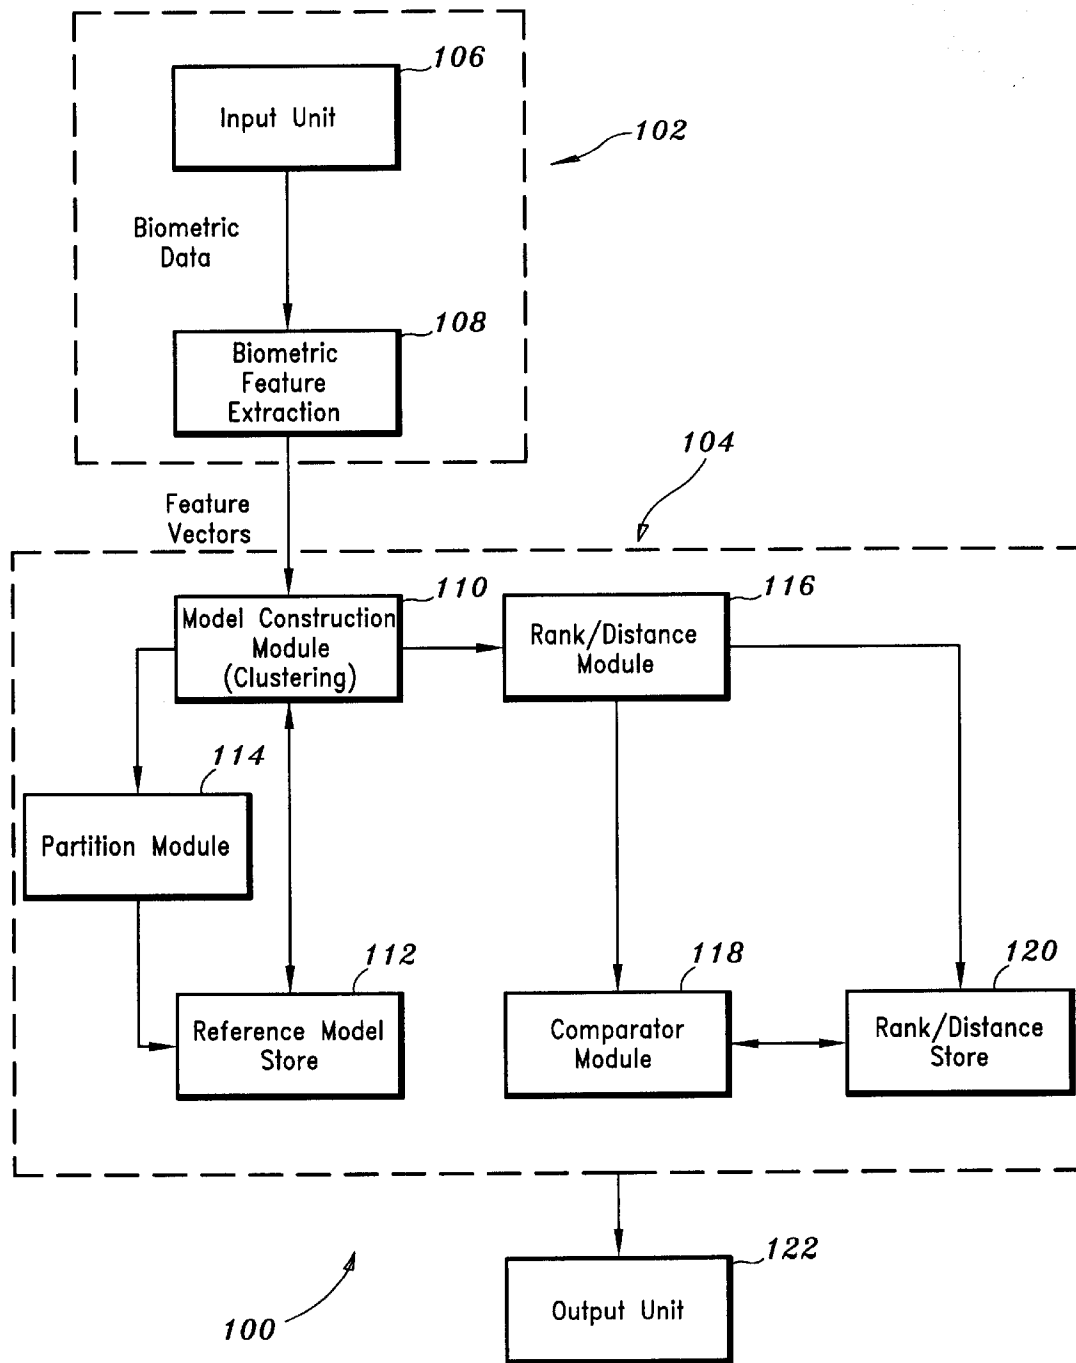 106
Input Unit
102
Biometric
Data
108
Biometric
Feature
Extraction
104
Feature
Vectors
110
116
Model Construction
Module
(Clustering)
Rank/Distance
Module
114
Partition Module
112
118
120
Reference Model
Store
Comparator
Module
Rank/Distance
Store
122
Output Unit
100